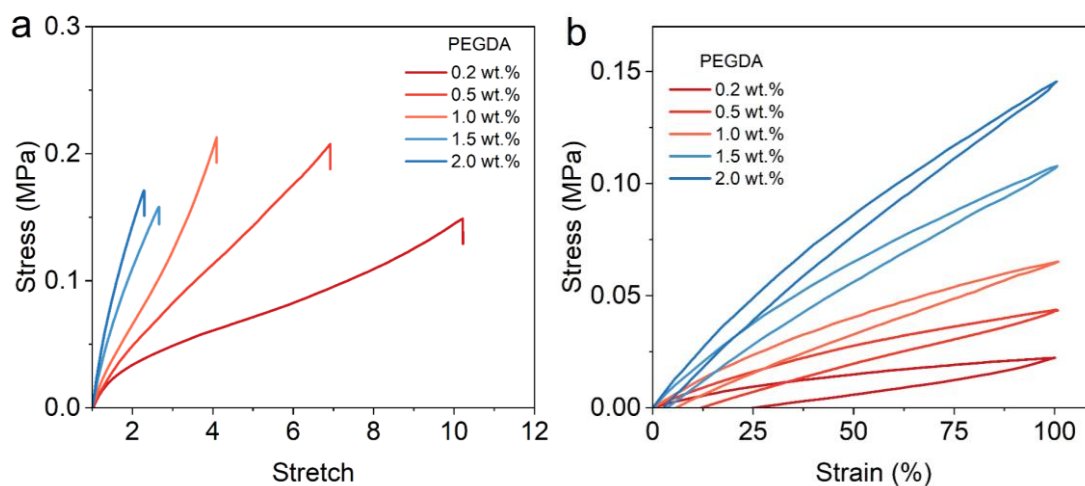 a
0.3
0.2
0.1
0.0
Stress (MPa)
PEGDA
0.2 wt.%
0.5 wt.%
1.0 wt.%
1.5 wt.%
2.0 wt.%
2 4 6 8 10 12
Stretch
b
0.15
0.10
0.05
0.00
Stress (MPa)
PEGDA
0.2 wt.%
0.5 wt.%
1.0 wt.%
1.5 wt.%
2.0 wt.%
0 25 50 75 100
Strain (%)